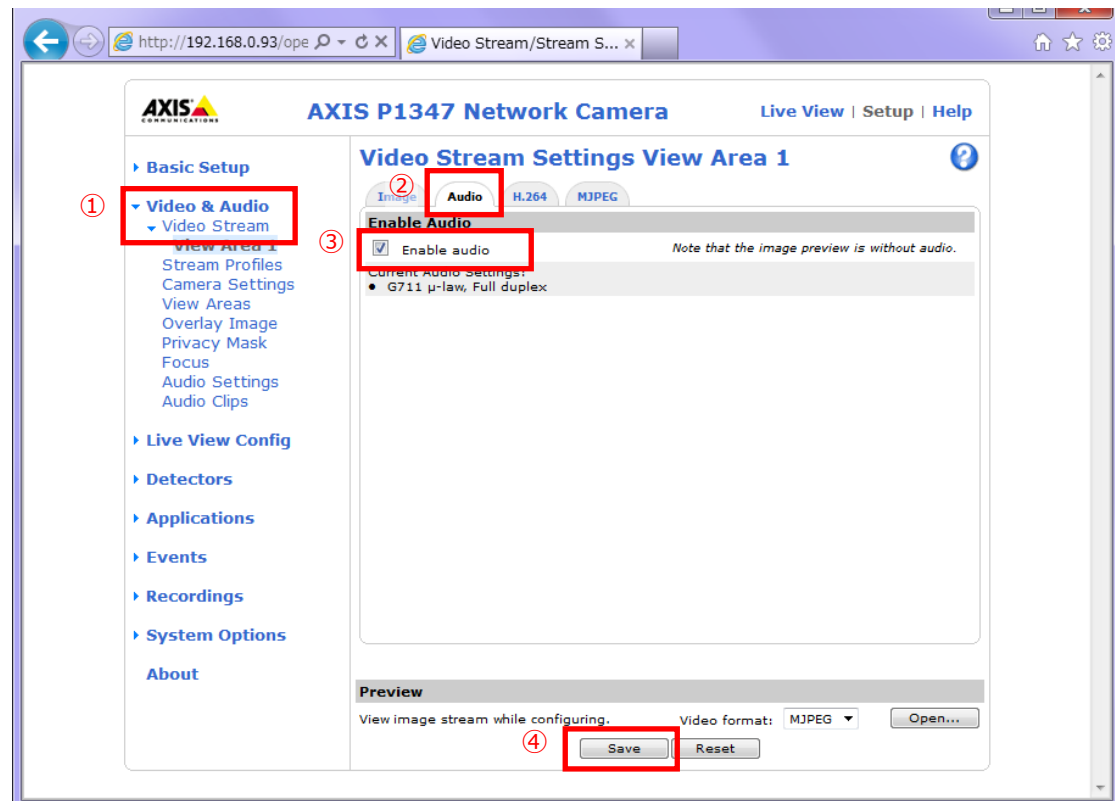 http://192.168.0.93/ope
Video Stream/Stream S...
AXIS
COMMUNICATIONS
AXIS P1347 Network Camera
Live View | Setup | Help
Basic Setup
①
Video & Audio
Video Stream
View Area 1
Stream Profiles
Camera Settings
View Areas
Overlay Image
Privacy Mask
Focus
Audio Settings
Audio Clips
Live View Config
Detectors
Applications
Events
Recordings
System Options
About
Video Stream Settings View Area 1
②
Image Audio H.264 MJPEG
Enable Audio
③
Enable audio
Note that the image preview is without audio.
Current Audio Settings:
• G711 μ-law, Full duplex
Preview
View image stream while configuring.
Video format: MJPEG
Open...
④
Save Reset